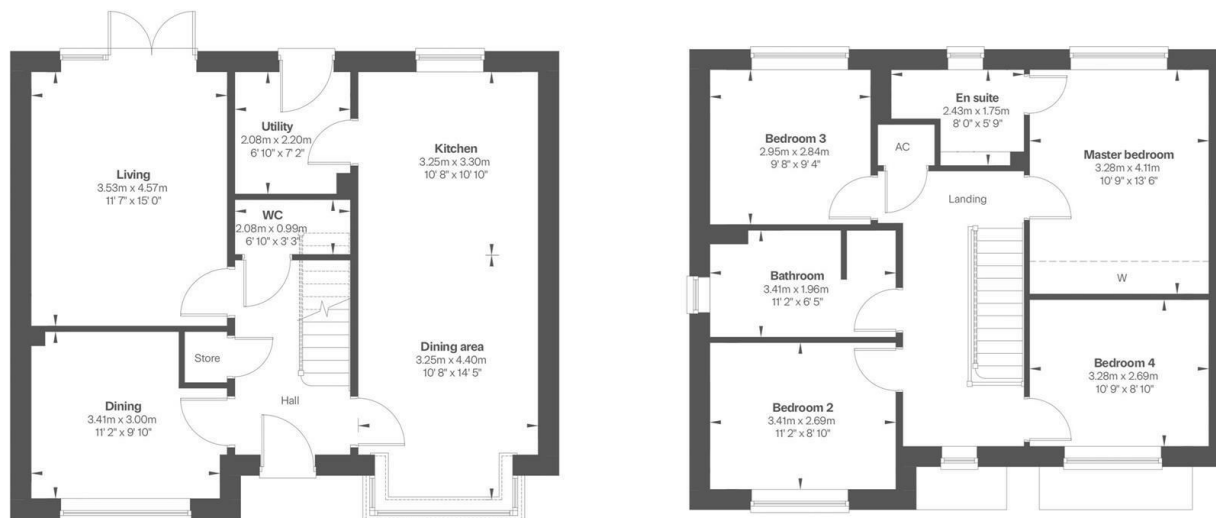 Living
3.53m x 4.57m
11' 7" x 15' 0"
Utility
2.08m x 2.20m
6' 10" x 7' 2"
Kitchen
3.25m x 3.30m
10' 8" x 10' 10"
WC
2.08m x 0.99m
6' 10" x 3' 3"
Store
Dining
3.41m x 3.00m
11' 2" x 9' 10"
Hall
Dining area
3.25m x 4.40m
10' 8" x 14' 5"
Bedroom 3
2.95m x 2.84m
9' 8" x 9' 4"
AC
En suite
2.43m x 1.75m
8' 0" x 5' 9"
Master bedroom
3.28m x 4.11m
10' 9" x 13' 6"
Landing
W
Bathroom
3.41m x 1.96m
11' 2" x 6' 5"
Bedroom 2
3.41m x 2.69m
11' 2" x 8' 10"
Bedroom 4
3.28m x 2.69m
10' 9" x 8' 10"